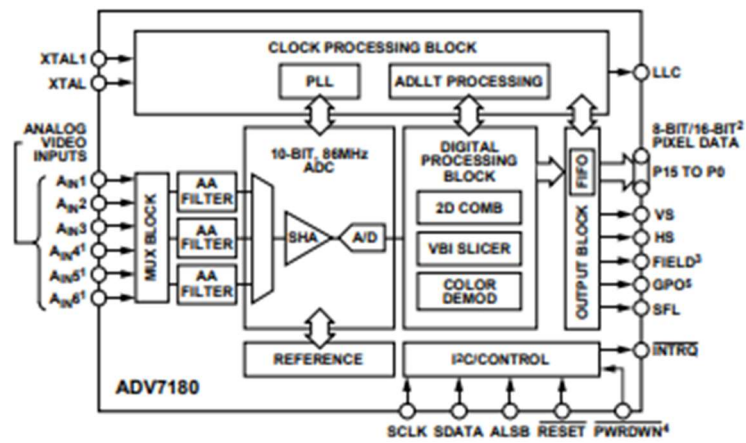 CLOCK PROCESSING BLOCK
XTAL1
XTAL
PLL
ADLLT PROCESSING
LLC
ANALOG
VIDEO
INPUTS
10-BIT, 86MHz
ADC
DIGITAL
PROCESSING
BLOCK
8-BIT/16-BIT²
PIXEL DATA
P15 TO P0
FIFO
OUTPUT BLOCK
AIN1
AIN2
AIN3
AIN4¹
AIN5¹
AIN6¹
MUX BLOCK
AA
FILTER
AA
FILTER
AA
FILTER
SHA
A/D
2D COMB
VBI SLICER
COLOR
DEMOD
VS
HS
FIELD³
GPO⁵
SFL
REFERENCE
I²C/CONTROL
INTRQ
ADV7180
SCLK SDATA ALSB RESET PWRDWN⁴